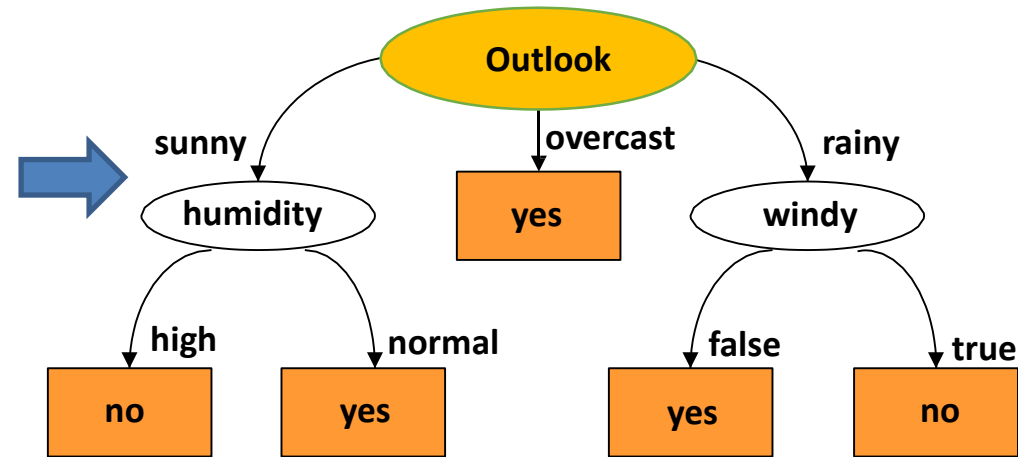 Outlook
sunny
overcast
rainy
humidity
yes
windy
high
normal
false
true
no
yes
yes
no